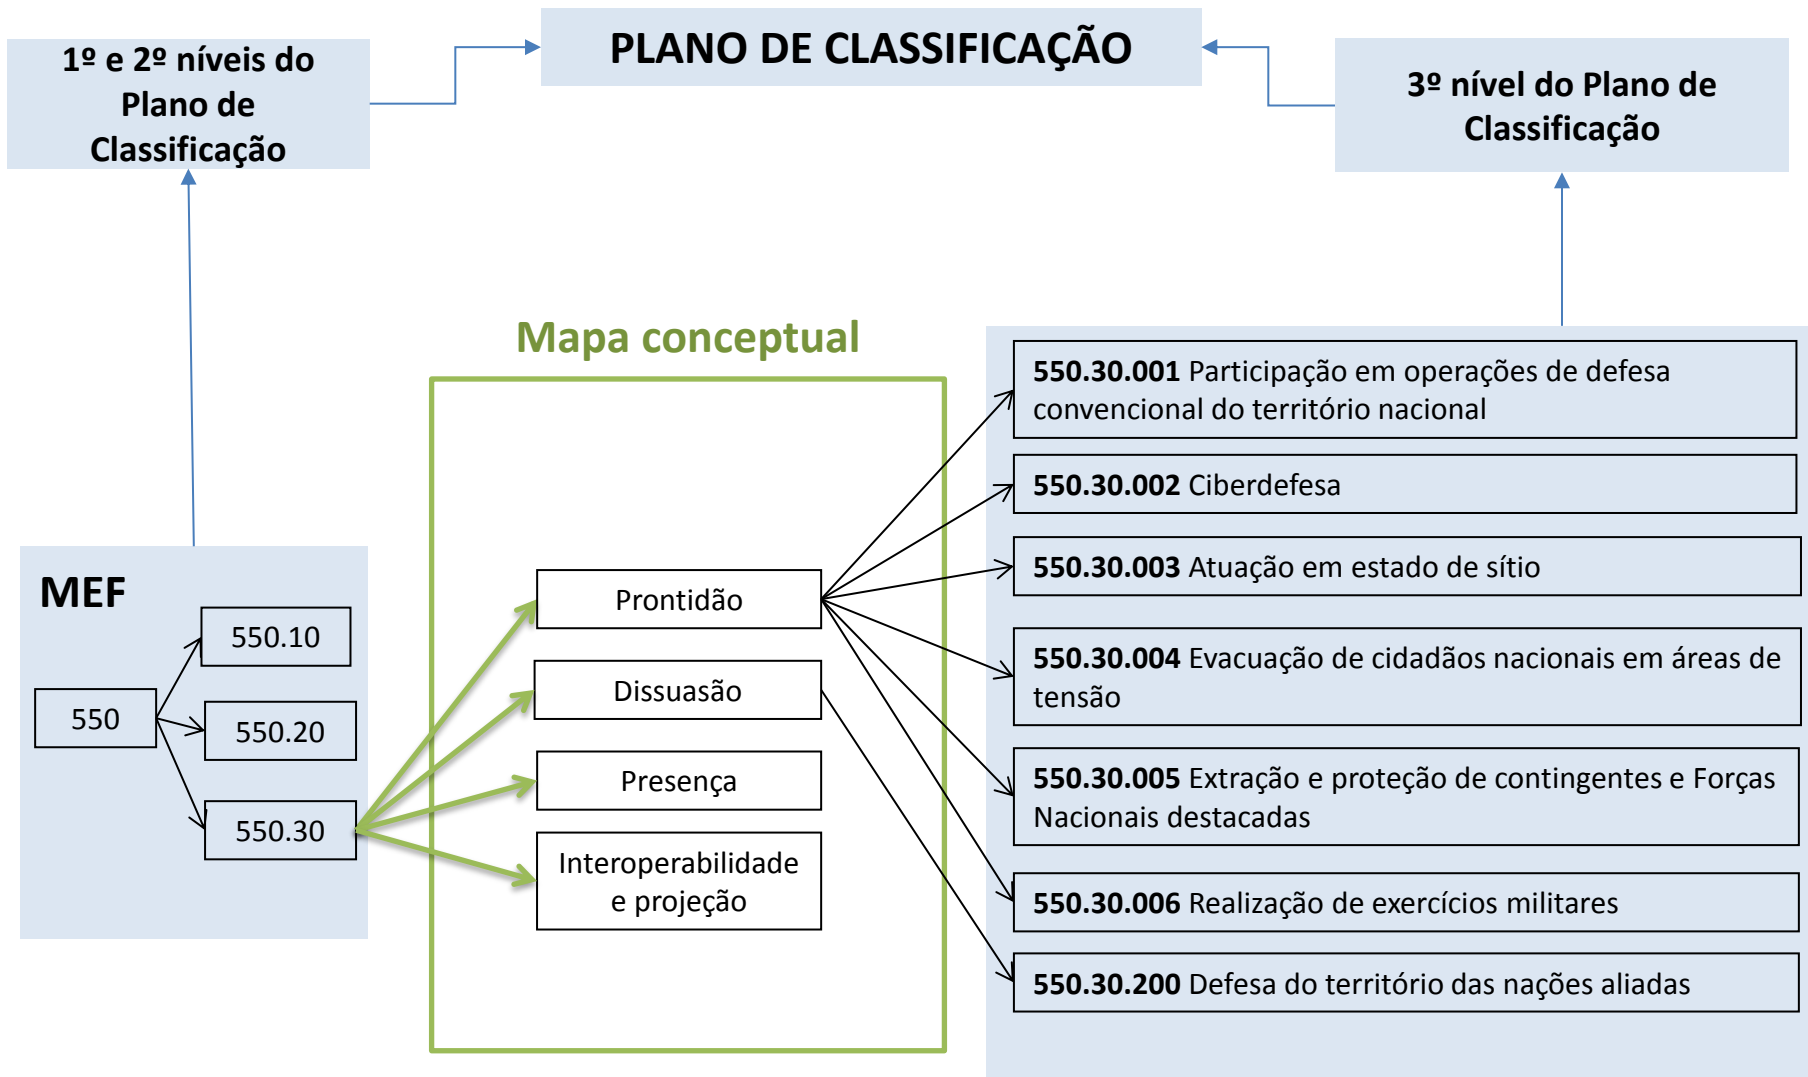 PLANO DE CLASSIFICAÇÃO
1º e 2º níveis do
Plano de
Classificação
3º nível do Plano de
Classificação
MEF
550
550.10
550.20
550.30
Mapa conceptual
Prontidão
Dissuasão
Presença
Interoperabilidade
e projeção
550.30.001 Participação em operações de defesa
convencional do território nacional
550.30.002 Ciberdefesa
550.30.003 Atuação em estado de sítio
550.30.004 Evacuação de cidadãos nacionais em áreas de
tensão
550.30.005 Extração e proteção de contingentes e Forças
Nacionais destacadas
550.30.006 Realização de exercícios militares
550.30.200 Defesa do território das nações aliadas